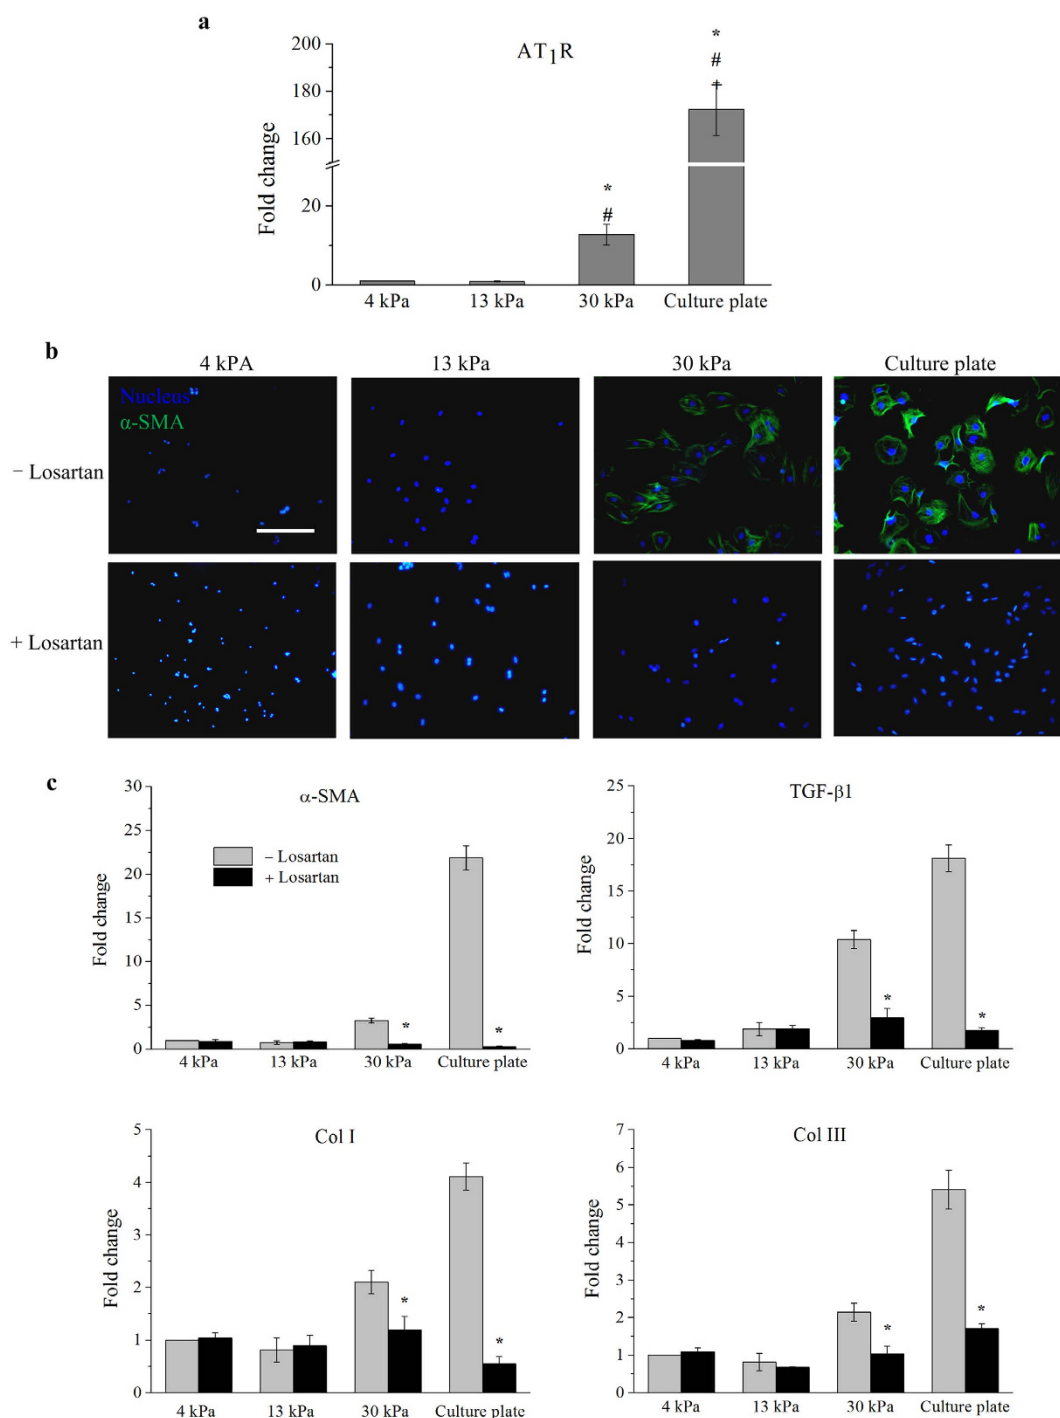 a
AT1R
Fold change
200
180
160
20
0
*
#
*
#
+
4 kPa 13 kPa 30 kPa Culture plate
b
4 kPA 13 kPa 30 kPa Culture plate
Nucleus
α-SMA
− Losartan
+ Losartan
c
α-SMA
− Losartan
+ Losartan
Fold change
30
25
20
15
10
5
0
* *
4 kPa 13 kPa 30 kPa Culture plate
TGF-β1
Fold change
25
20
15
10
5
0
* *
4 kPa 13 kPa 30 kPa Culture plate
Col I
Fold change
5
4
3
2
1
0
* *
4 kPa 13 kPa 30 kPa Culture plate
Col III
Fold change
7
6
5
4
3
2
1
0
* *
4 kPa 13 kPa 30 kPa Culture plate